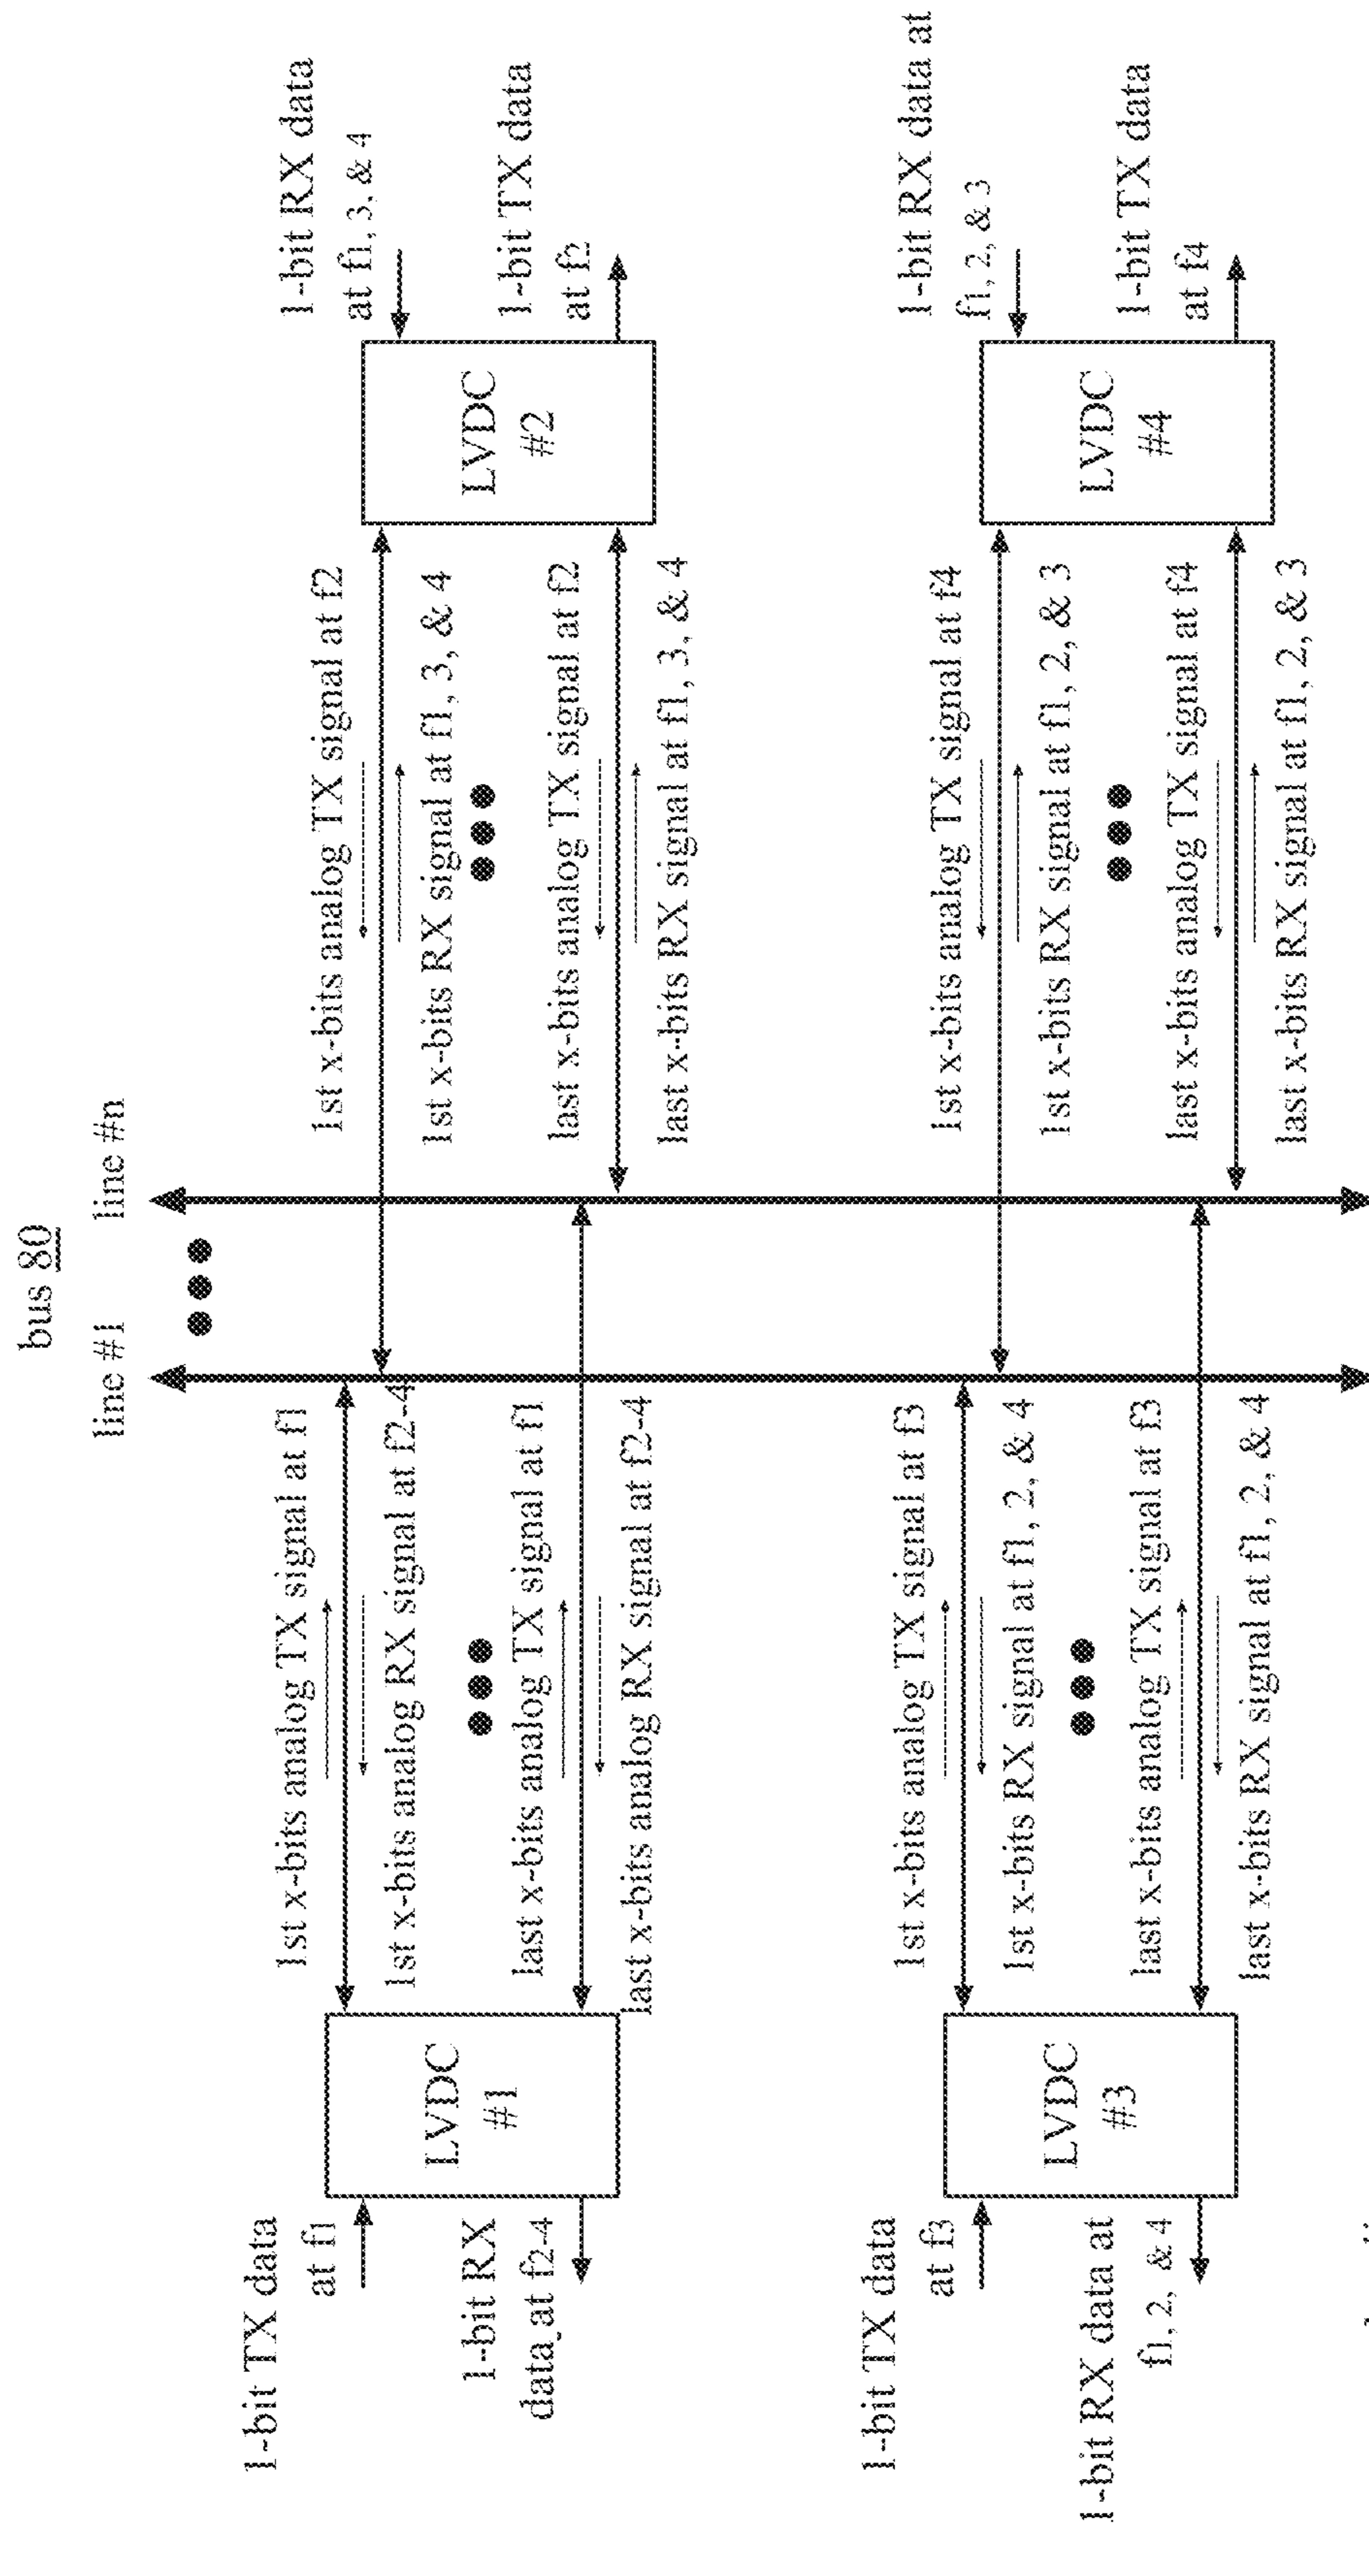 bus 80
line #1
line #n
1-bit TX data
at f1
1-bit RX
data at f2-4
LVDC
#1
1st x-bits analog TX signal at f1
1st x-bits analog RX signal at f2-4
last x-bits analog TX signal at f1
last x-bits analog RX signal at f2-4
1st x-bits analog TX signal at f2
1st x-bits RX signal at f1, 3, & 4
last x-bits analog TX signal at f2
last x-bits RX signal at f1, 3, & 4
LVDC
#2
1-bit RX data
at f1, 3, & 4
1-bit TX data
at f2
1-bit TX data
at f3
1-bit RX data at
f1, 2, & 4
LVDC
#3
1st x-bits analog TX signal at f3
1st x-bits RX signal at f1, 2, & 4
last x-bits analog TX signal at f3
last x-bits RX signal at f1, 2, & 4
1st x-bits analog TX signal at f4
1st x-bits RX signal at f1, 2, & 3
last x-bits analog TX signal at f4
last x-bits RX signal at f1, 2, & 3
LVDC
#4
1-bit RX data at
f1, 2, & 3
1-bit TX data
at f4